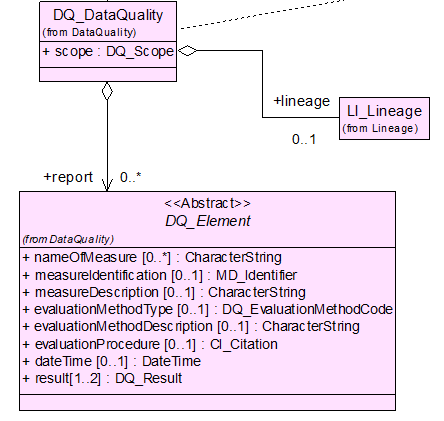 DQ_DataQuality
(from DataQuality)
+ scope : DQ_Scope
+lineage
0..1
LI_Lineage
(from Lineage)
+report
0..*
<<Abstract>>
DQ_Element
(from DataQuality)
+ nameOfMeasure [0..*] : CharacterString
+ measureIdentification [0..1] : MD_Identifier
+ measureDescription [0..1] : CharacterString
+ evaluationMethodType [0..1] : DQ_EvaluationMethodCode
+ evaluationMethodDescription [0..1] : CharacterString
+ evaluationProcedure [0..1] : CI_Citation
+ dateTime [0..1] : DateTime
+ result[1..2] : DQ_Result